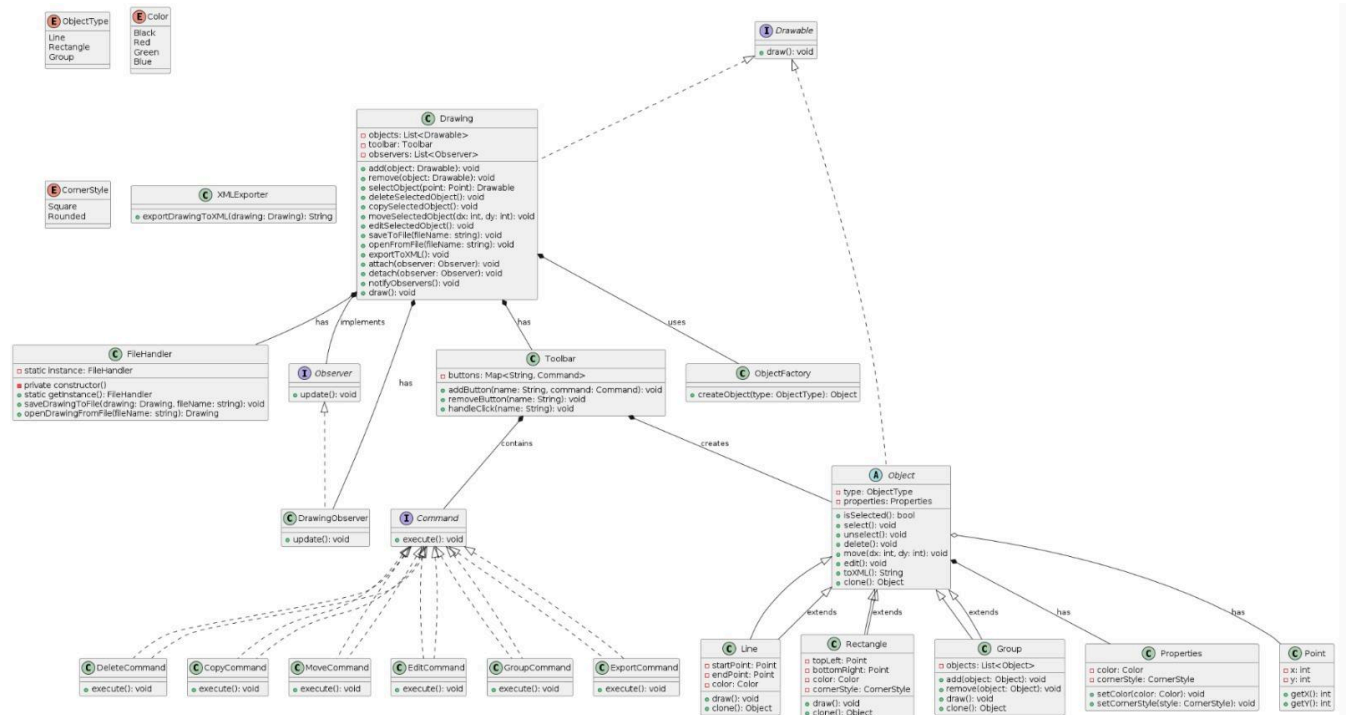 E ObjectType
Line
Rectangle
Group
E Color
Black
Red
Green
Blue
I Drawable
draw(): void
C Drawing
objects: List<Drawable>
toolbar: Toolbar
observers: List<Observer>
add(object: Drawable): void
remove(object: Drawable): void
selectObject(point: Point): Drawable
deleteSelectedObject(): void
copySelectedObject(): void
moveSelectedObject(dx: int, dy: int): void
editSelectedObject(): void
saveToFile(fileName: string): void
openFromFile(fileName: string): void
exportToXML(): void
attach(observer: Observer): void
detach(observer: Observer): void
notifyObservers(): void
draw(): void
E CornerStyle
Square
Rounded
C XMLExporter
exportDrawingToXML(drawing: Drawing): String
has
implements
has
has
uses
C FileHandler
static instance: FileHandler
private constructor()
static getInstance(): FileHandler
saveDrawingToFile(drawing: Drawing, fileName: string): void
openDrawingFromFile(fileName: string): Drawing
I Observer
update(): void
C Toolbar
buttons: Map<String, Command>
addButton(name: String, command: Command): void
removeButton(name: String): void
handleClick(name: String): void
C ObjectFactory
createObject(type: ObjectType): Object
contains
creates
C DrawingObserver
update(): void
I Command
execute(): void
A Object
type: ObjectType
properties: Properties
isSelected(): bool
select(): void
unselect(): void
delete(): void
move(dx: int, dy: int): void
edit(): void
toXML(): String
clone(): Object
extends
extends
extends
has
has
C DeleteCommand
execute(): void
C CopyCommand
execute(): void
C MoveCommand
execute(): void
C EditCommand
execute(): void
C GroupCommand
execute(): void
C ExportCommand
execute(): void
C Line
startPoint: Point
endPoint: Point
color: Color
draw(): void
clone(): Object
C Rectangle
topLeft: Point
bottomRight: Point
color: Color
cornerStyle: CornerStyle
draw(): void
clone(): Object
C Group
objects: List<Object>
add(object: Object): void
remove(object: Object): void
draw(): void
clone(): Object
C Properties
color: Color
cornerStyle: CornerStyle
setColor(color: Color): void
setCornerStyle(style: CornerStyle): void
C Point
x: int
y: int
getX(): int
getY(): int